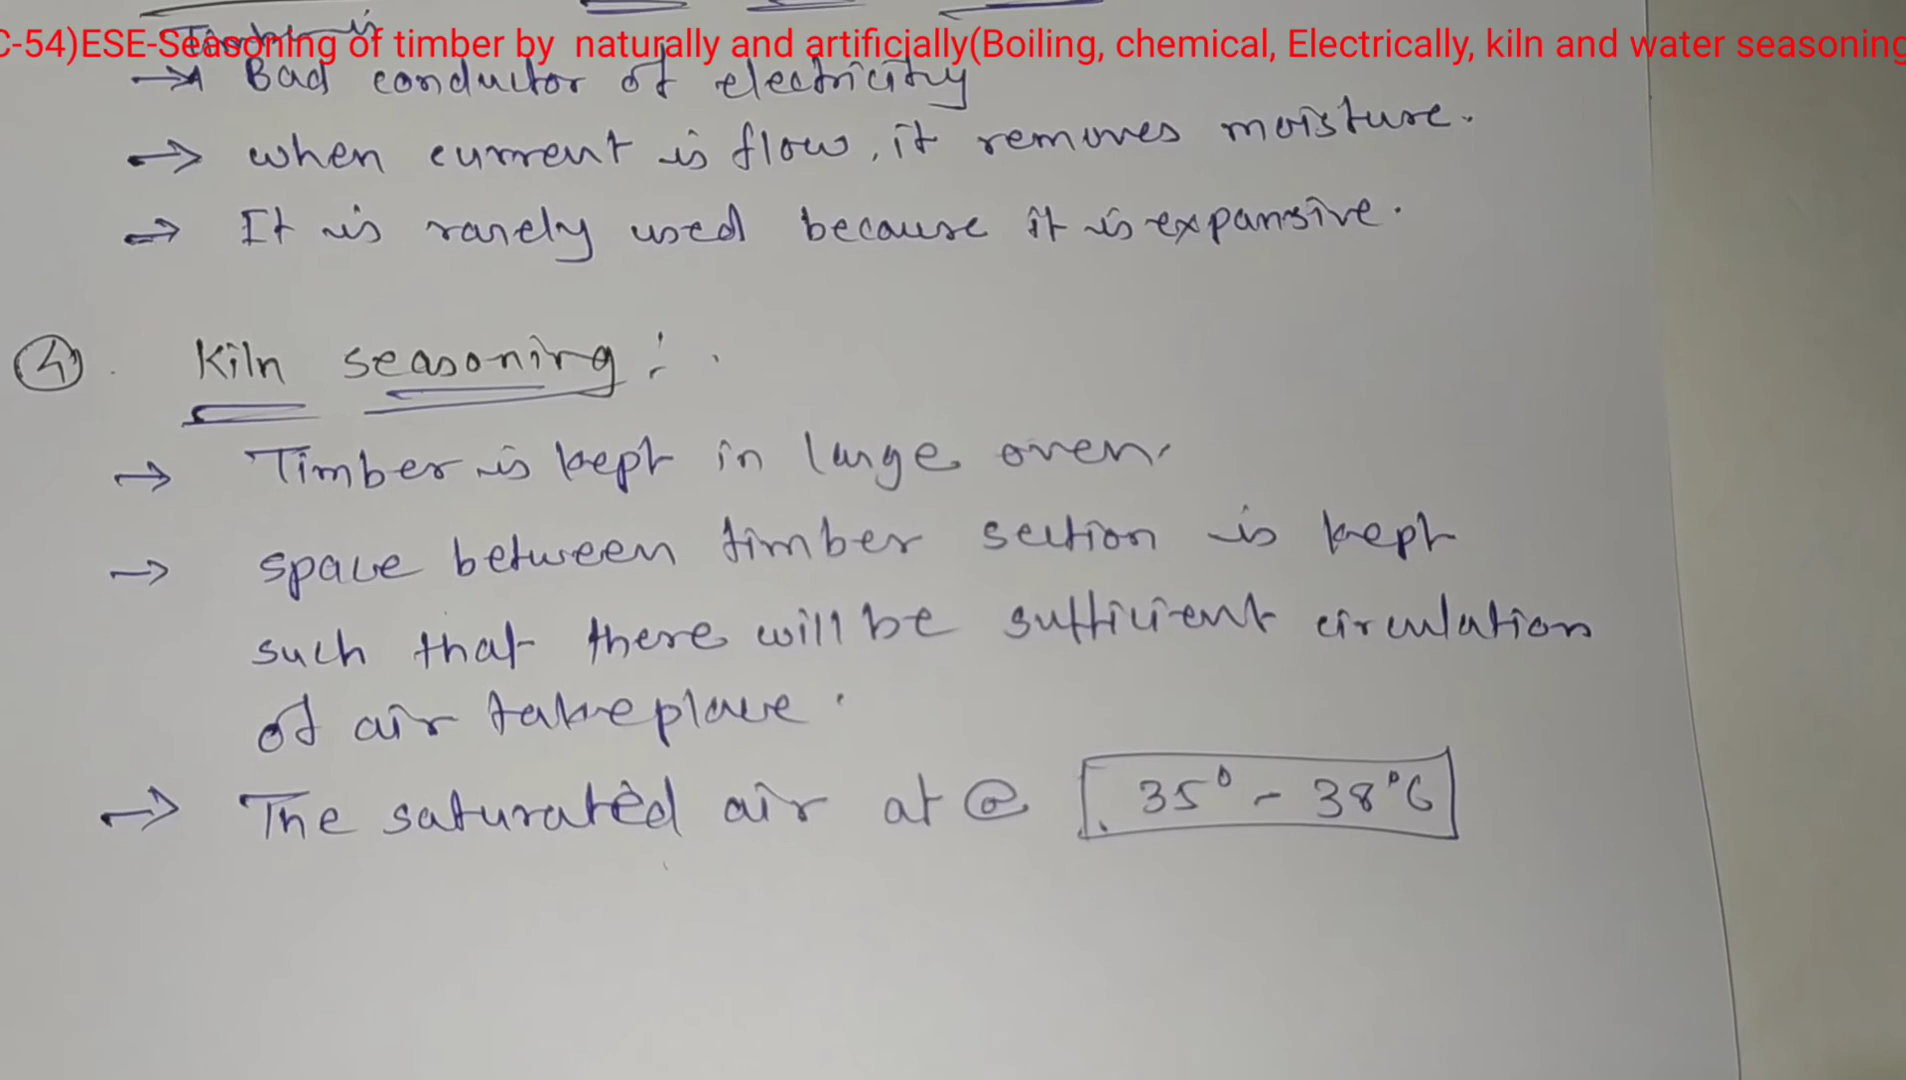 C-54)ESE-Seasoning of timber by naturally and artificially(Boiling, chemical, Electrically, kiln and water seasoning
Timber is
→ Bad conductor of electricity
→ when current is flow, it removes moisture.
→ It is rarely used because it is expansive.
④ Kiln seasoning :-
→ Timber is kept in large oven.
→ space between timber section is kept
such that there will be sufficient circulation
of air take place.
→ The saturated air at @ 35° - 38°C